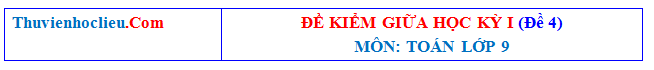 Thuvienhoclieu.Com
ĐỀ KIỂM GIỮA HỌC KỲ I (Đề 4)
MÔN: TOÁN LỚP 9